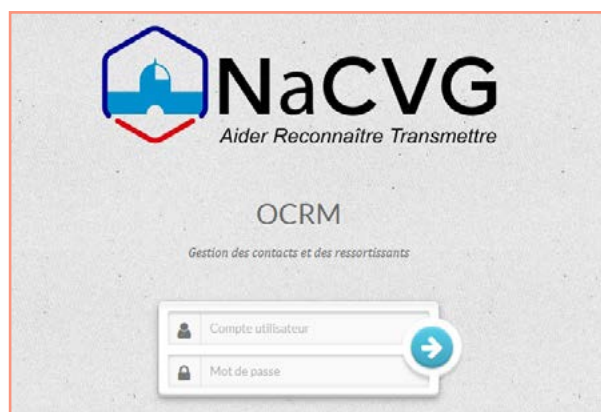 NaCVG
Aider Reconnaître Transmettre
OCRM
Gestion des contacts et des ressortissants
Compte utilisateur
Mot de passe